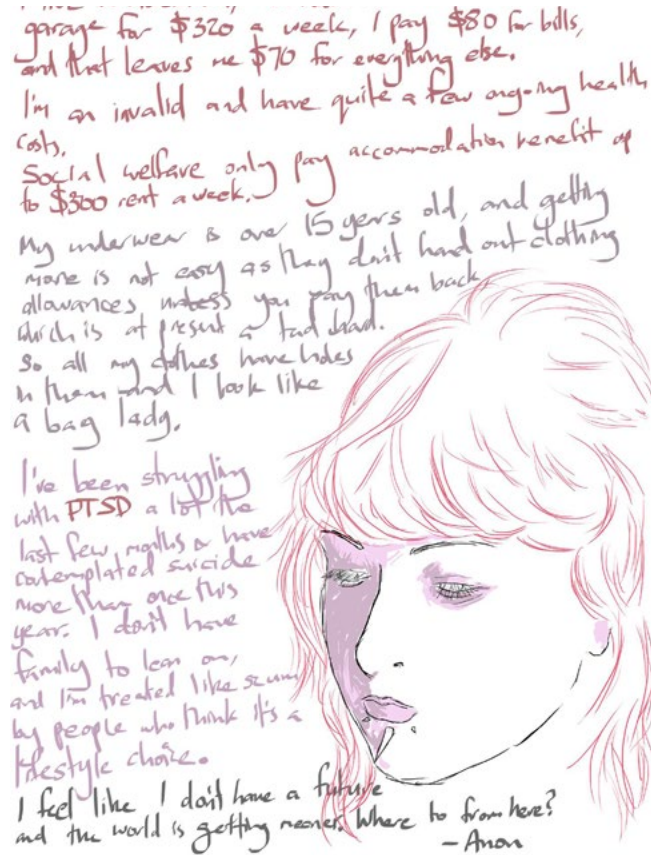 garage for $320 a week, I pay $80 for bills,
and that leaves me $70 for everything else.
I'm an invalid and have quite a few ongoing health
costs.
Social welfare only pay accommodation benefit up
to $300 rent a week.
My underwear is over 15 years old, and getting
more is not easy as they don't hand out clothing
allowances unless you pay them back
which is at present a tad hard.
So all my clothes have holes
in them and I look like
a bag lady.
I've been struggling
with PTSD a lot the
last few months & have
contemplated suicide
more than once this
year. I don't have
family to lean on,
and I'm treated like scum
by people who think it's a
lifestyle choice.
I feel like I don't have a future
and the world is getting meaner. Where to from here?
- Anon